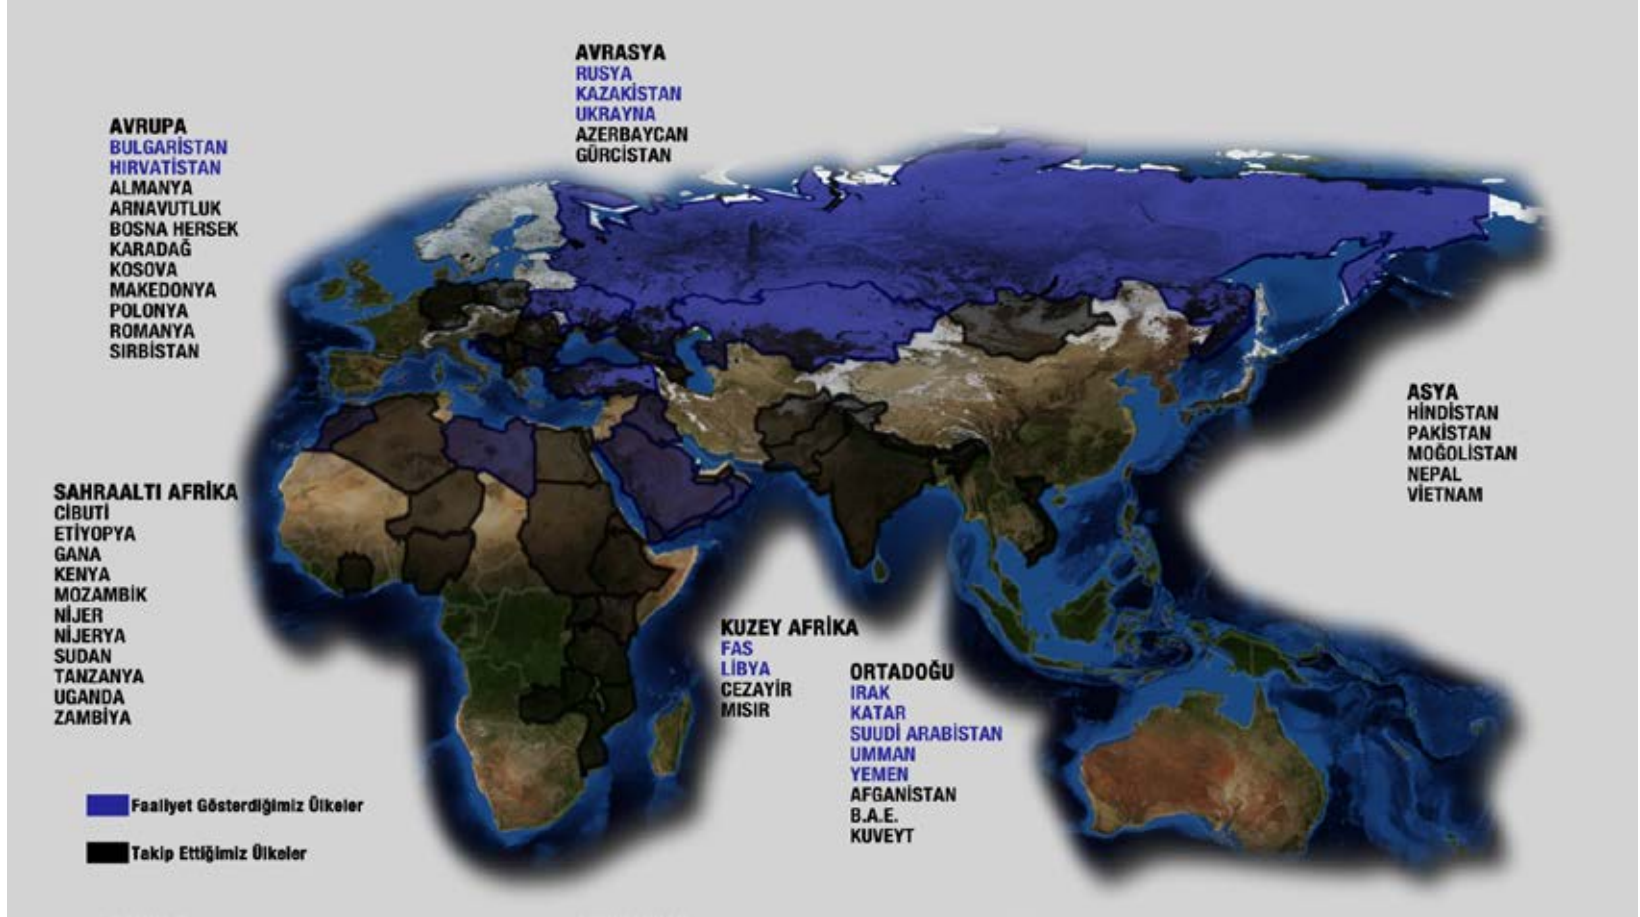 AVRASYA
RUSYA
KAZAKİSTAN
UKRAYNA
AZERBAYCAN
GÜRCİSTAN
AVRUPA
BULGARİSTAN
HIRVATİSTAN
ALMANYA
ARNAVUTLUK
BOSNA HERSEK
KARADAĞ
KOSOVA
MAKEDONYA
POLONYA
ROMANYA
SIRBİSTAN
ASYA
HİNDİSTAN
PAKİSTAN
MOĞOLİSTAN
NEPAL
VİETNAM
SAHRAALTI AFRİKA
CİBUTİ
ETİYOPYA
GANA
KENYA
MOZAMBİK
NİJER
NİJERYA
SUDAN
TANZANYA
UGANDA
ZAMBİYA
KUZEY AFRİKA
FAS
LİBYA
CEZAYİR
MISIR
ORTADOĞU
IRAK
KATAR
SUUDİ ARABİSTAN
UMMAN
YEMEN
AFGANİSTAN
B.A.E.
KUVEYT
Faaliyet Gösterdiğimiz Ülkeler
Takip Ettiğimiz Ülkeler